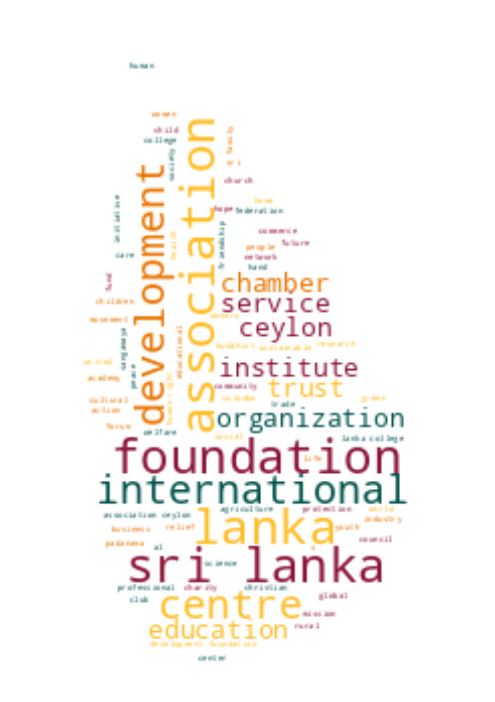 human
women
child
college
society
family
sri
association
development
church
initiative
hope
home
federation
friendship
commerce
future
people
network
health
care
hand
fund
chamber
children
service
movement
ceylon
sangamaya
educational
buddhist
sustainable
research
united
peace
institute
academy
community
trust
human rights
colombo
green
cultural
trade
action
organization
forum
welfare
social
lanka college
foundation
life
international
agriculture
protection
world
association ceylon
lanka
industry
business
relief
youth
padanama
al
council
sri lanka
science
professional
charity
christian
global
club
centre
mission
education
rural
development foundation
center